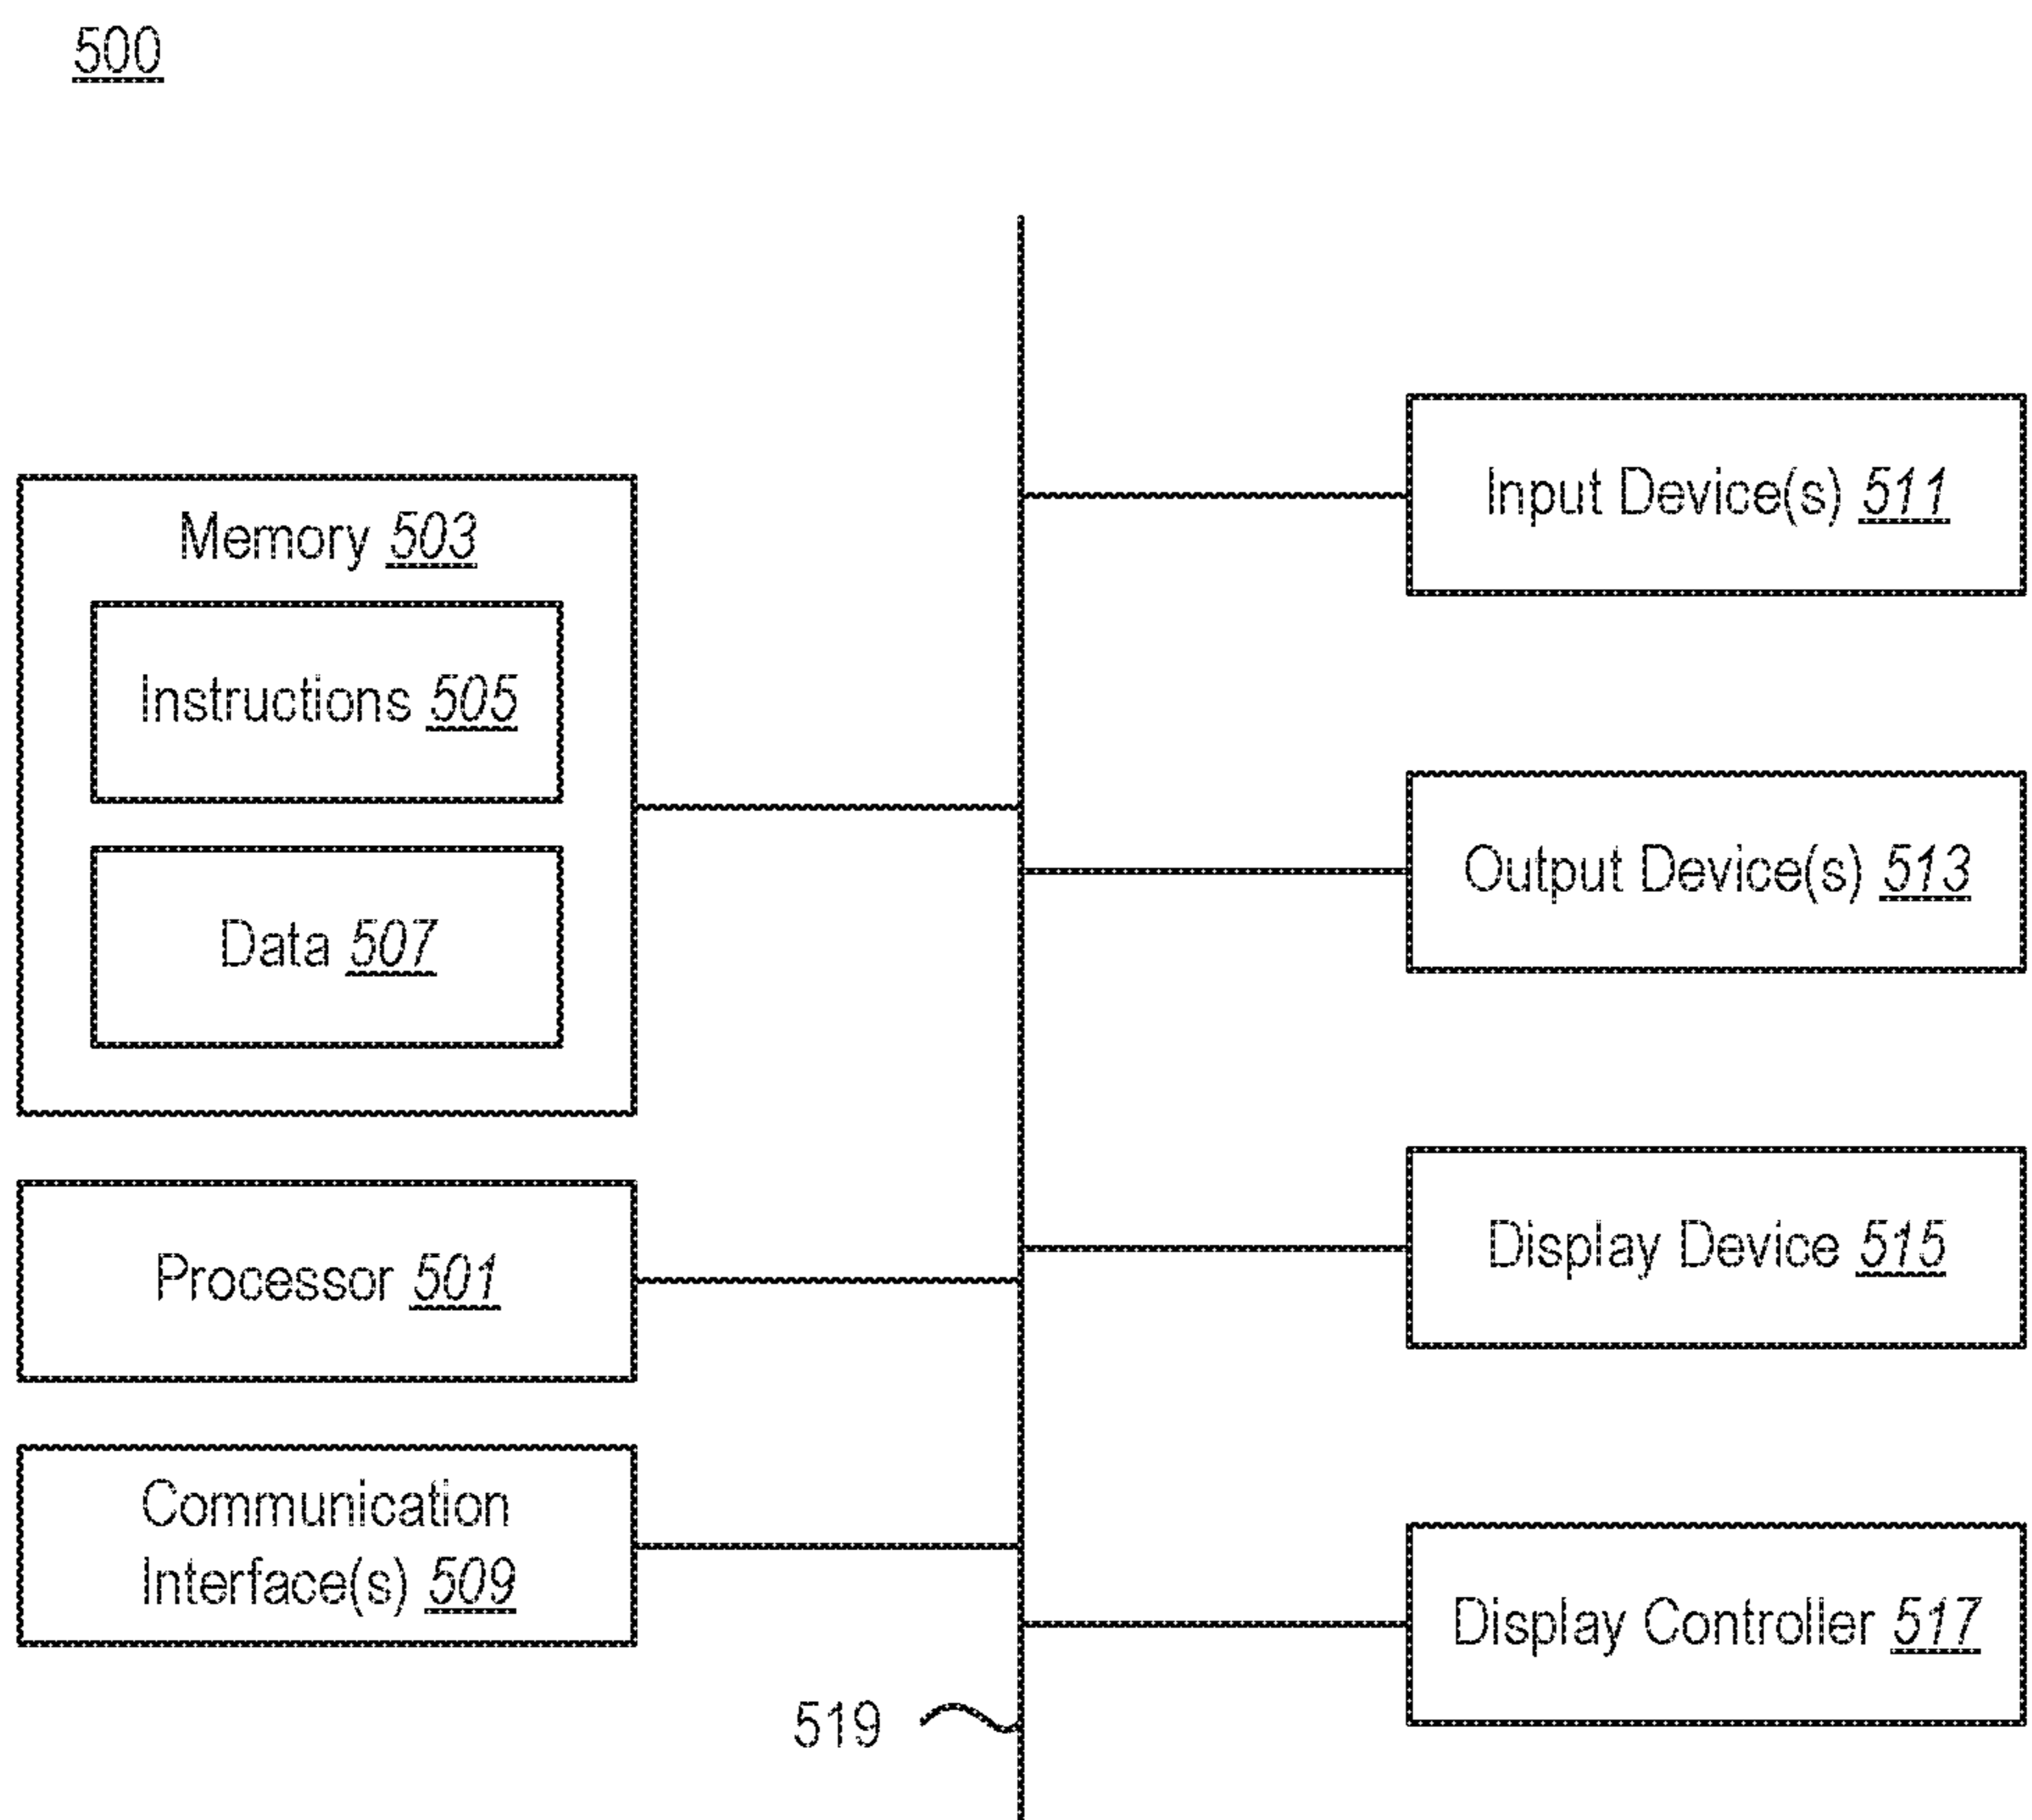 500
Memory 503
Instructions 505
Data 507
Processor 501
Communication
Interface(s) 509
Input Device(s) 511
Output Device(s) 513
Display Device 515
Display Controller 517
519